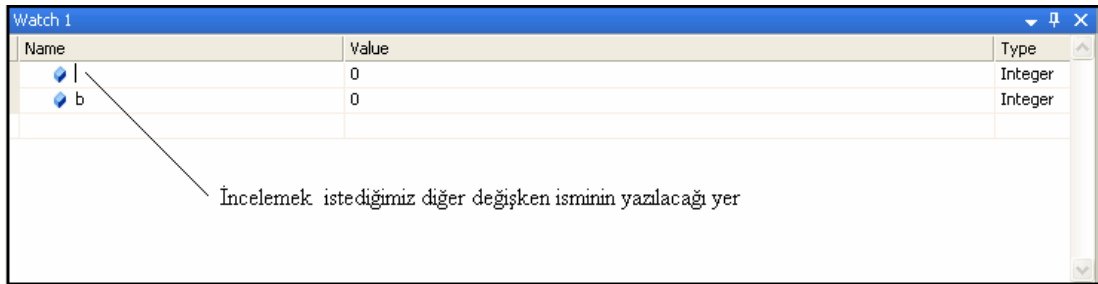 Watch 1
Name Value Type
0 Integer
b 0 Integer
İncelemek istediğimiz diğer değişken isminin yazılacağı yer